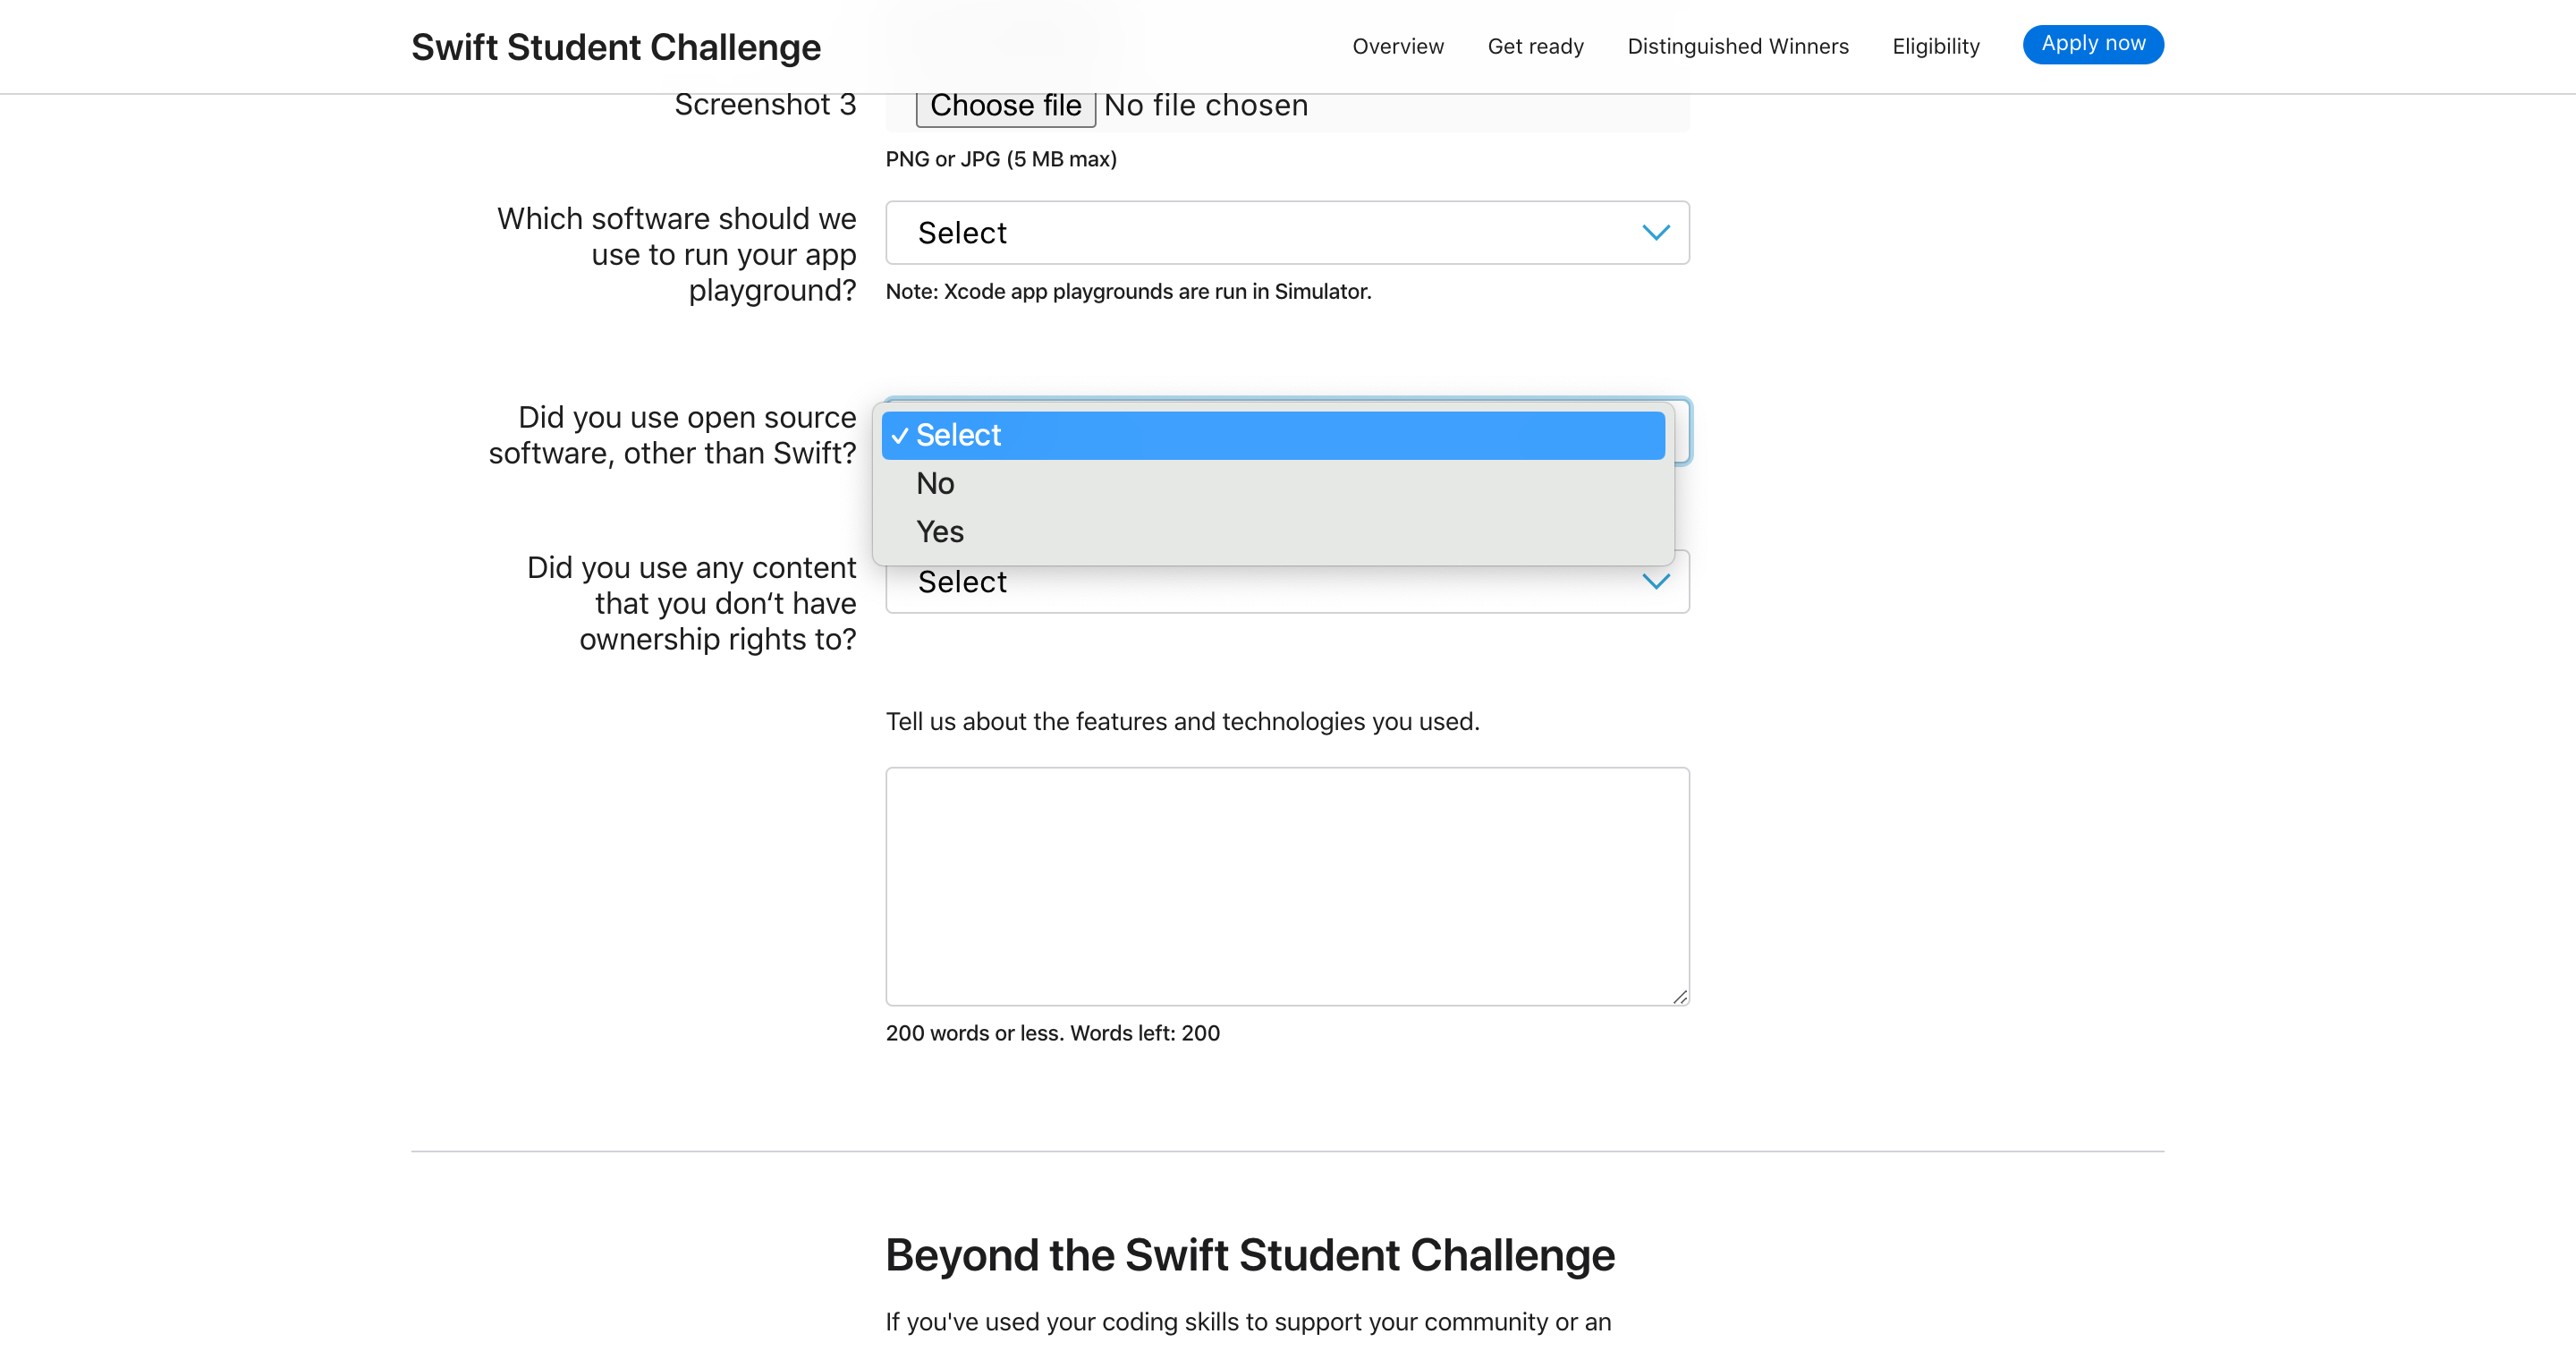 Swift Student Challenge
Overview
Get ready
Distinguished Winners
Eligibility
Apply now
Screenshot 3
Choose file No file chosen
PNG or JPG (5 MB max)
Which software should we
use to run your app
playground?
Select
Note: Xcode app playgrounds are run in Simulator.
Did you use open source
software, other than Swift?
✓ Select
No
Yes
Did you use any content
that you don‘t have
ownership rights to?
Select
Tell us about the features and technologies you used.
200 words or less. Words left: 200
Beyond the Swift Student Challenge
If you've used your coding skills to support your community or an